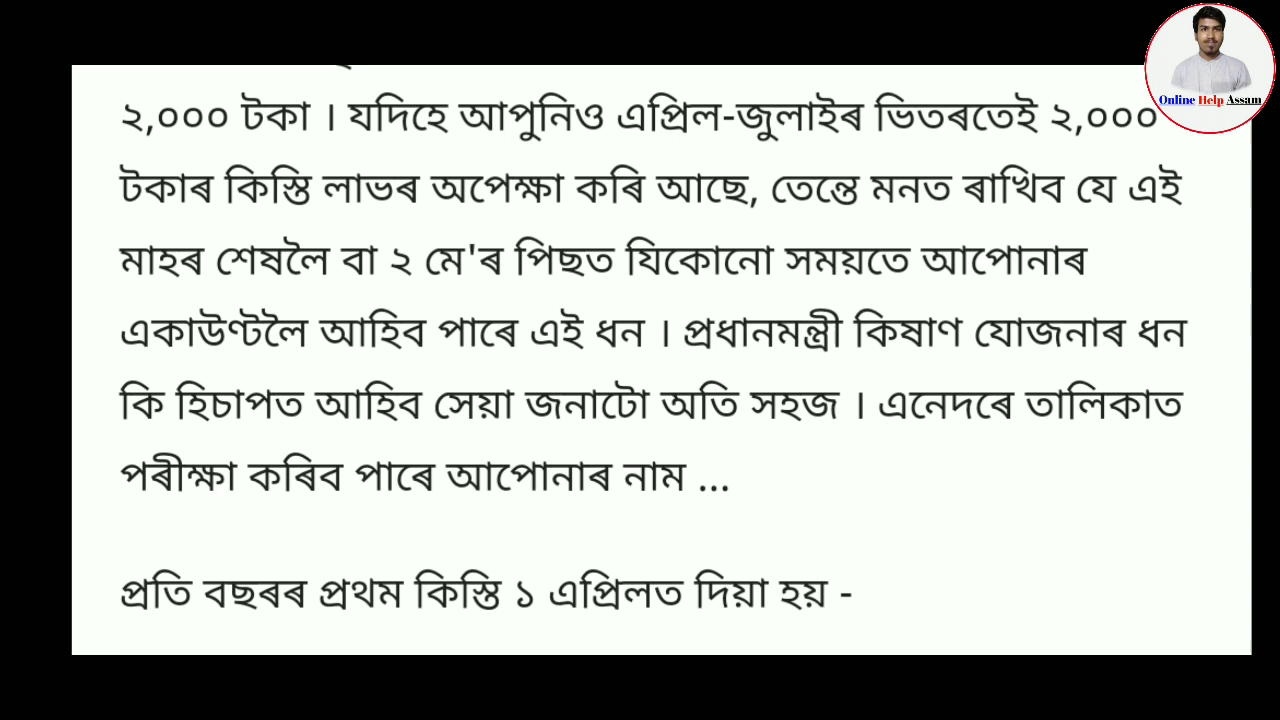 ২,০০০ টকা । যদিহে আপুনিও এপ্ৰিল-জুলাইৰ ভিতৰতেই ২,০০০
টকাৰ কিস্তি লাভৰ অপেক্ষা কৰি আছে, তেন্তে মনত ৰাখিব যে এই
মাহৰ শেষলৈ বা ২ মে'ৰ পিছত যিকোনো সময়তে আপোনাৰ
একাউণ্টলৈ আহিব পাৰে এই ধন । প্ৰধানমন্ত্ৰী কিষাণ যোজনাৰ ধন
কি হিচাপত আহিব সেয়া জনাটো অতি সহজ । এনেদৰে তালিকাত
পৰীক্ষা কৰিব পাৰে আপোনাৰ নাম ...
প্ৰতি বছৰৰ প্ৰথম কিস্তি ১ এপ্ৰিলত দিয়া হয় -
Online Help Assam